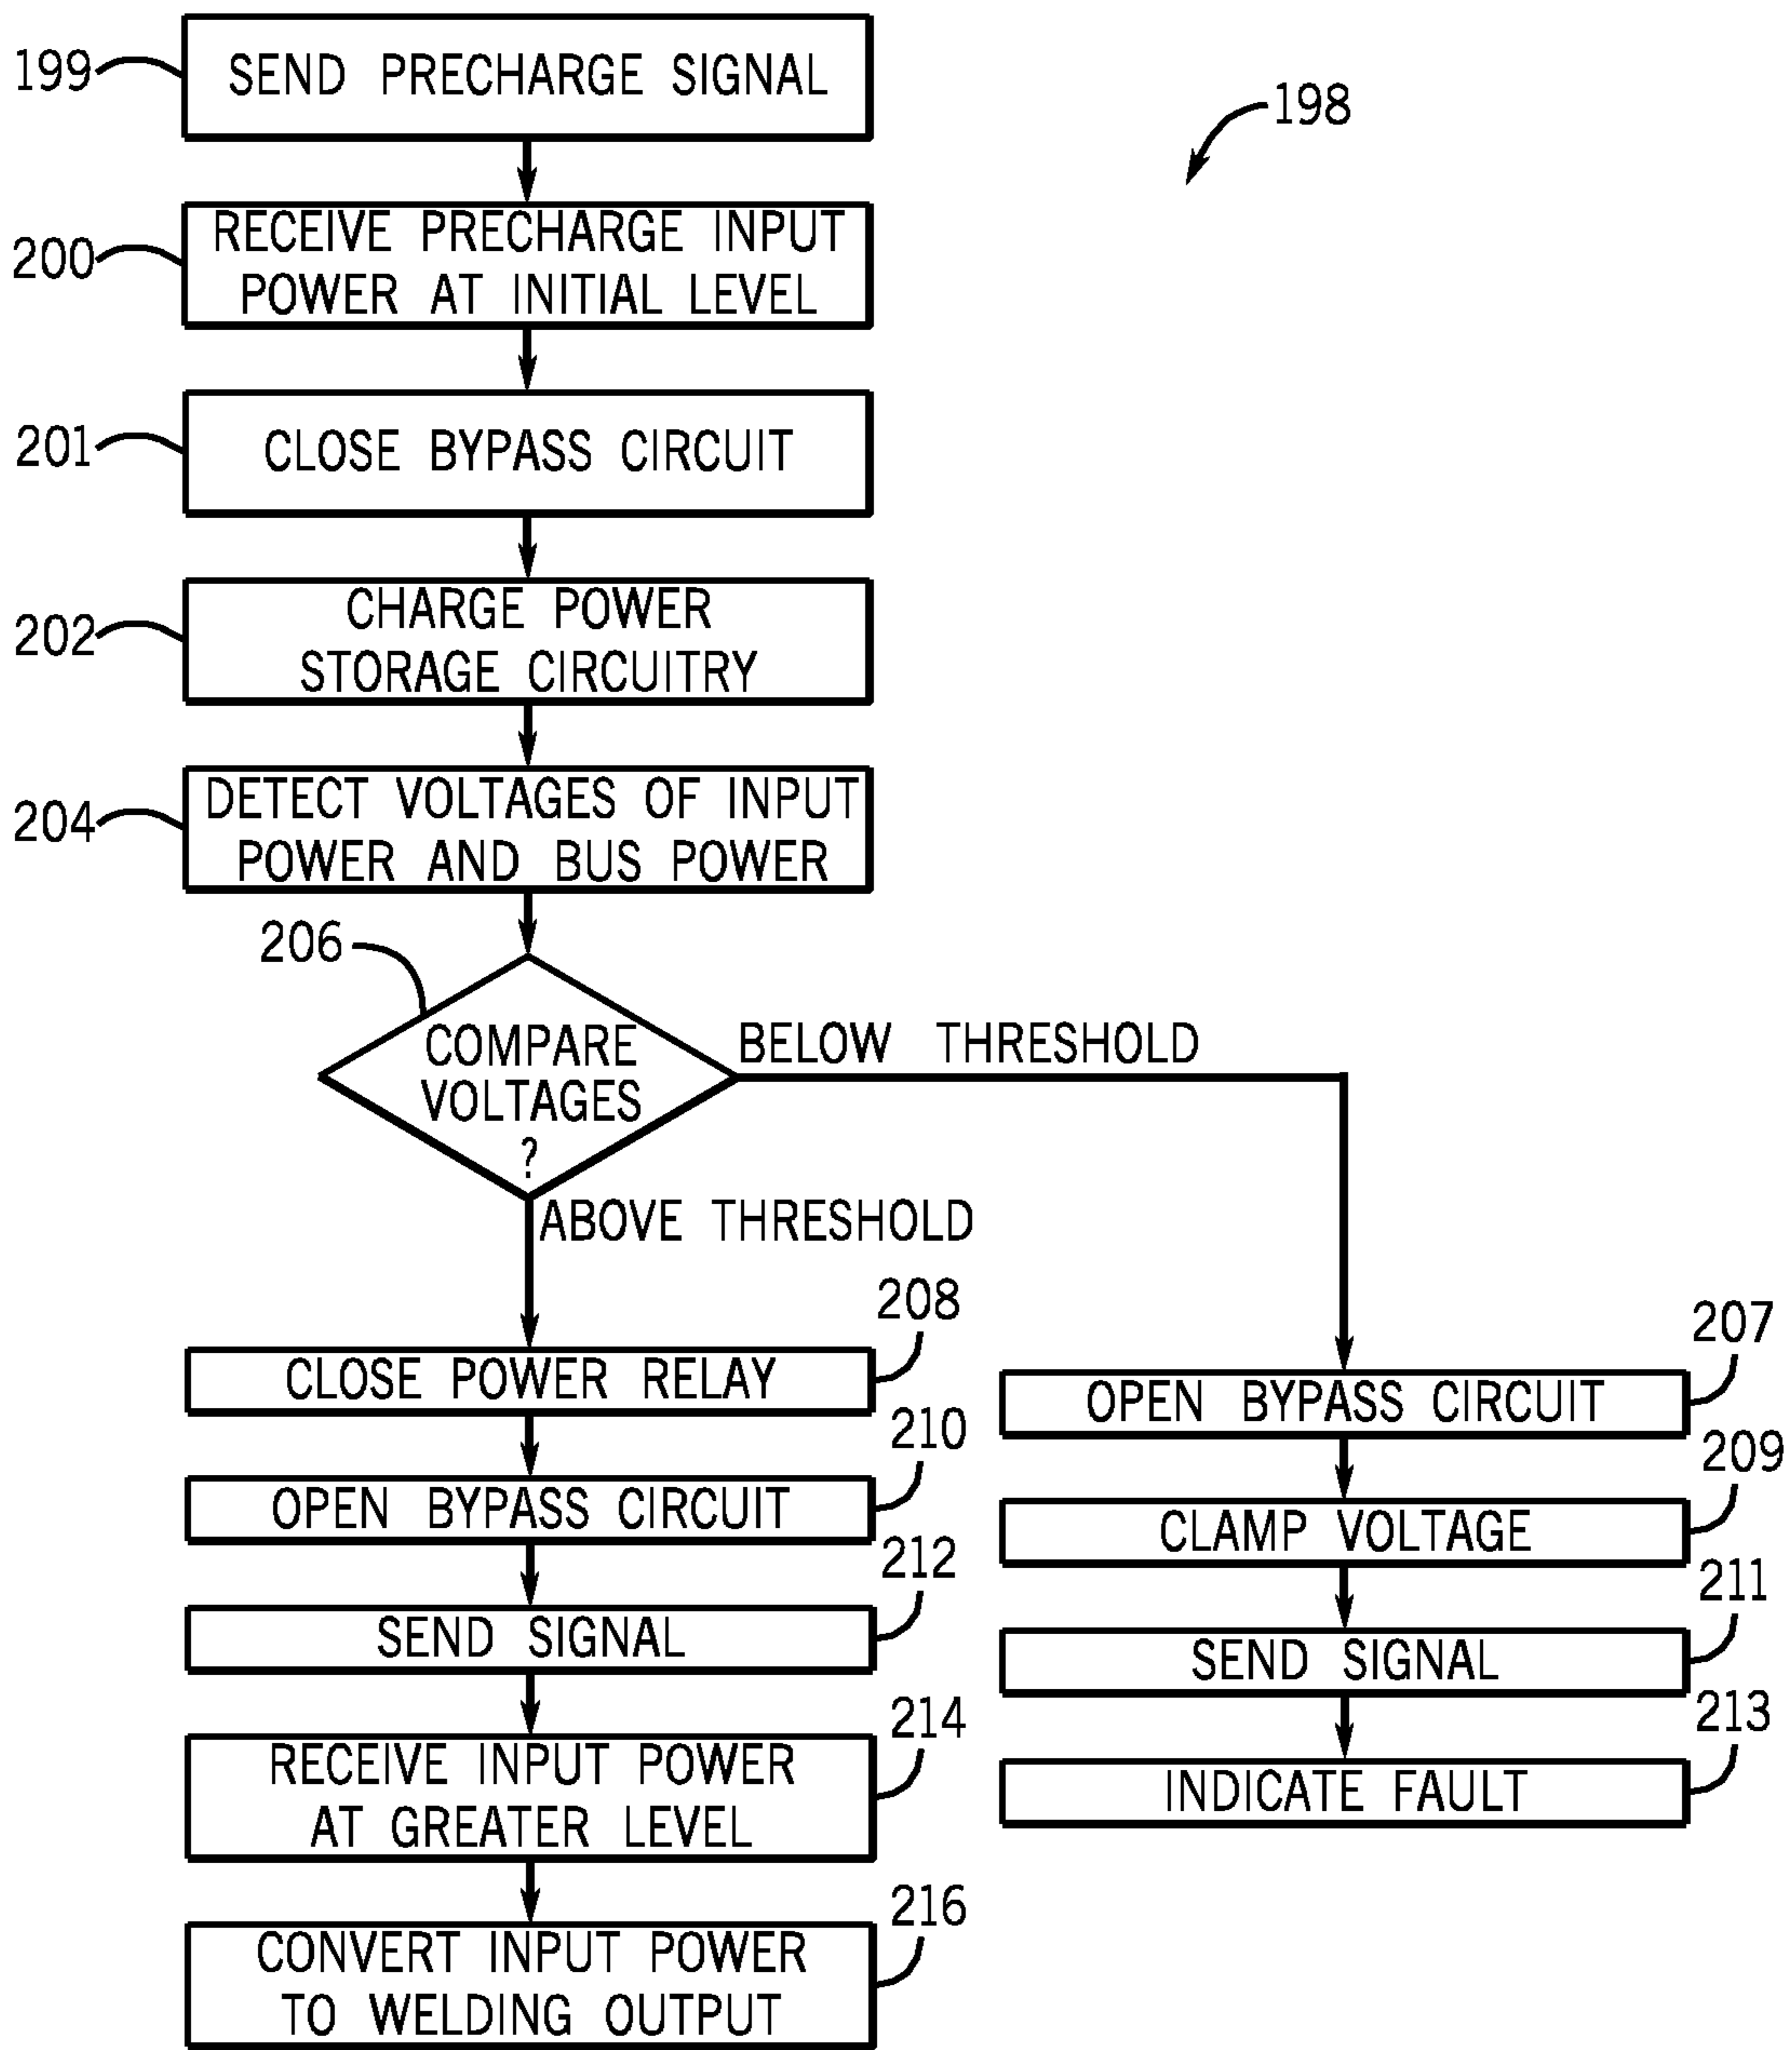 199
SEND PRECHARGE SIGNAL
198
200
RECEIVE PRECHARGE INPUT
POWER AT INITIAL LEVEL
201
CLOSE BYPASS CIRCUIT
202
CHARGE POWER
STORAGE CIRCUITRY
204
DETECT VOLTAGES OF INPUT
POWER AND BUS POWER
206
COMPARE
VOLTAGES
?
BELOW THRESHOLD
ABOVE THRESHOLD
208
CLOSE POWER RELAY
210
OPEN BYPASS CIRCUIT
212
SEND SIGNAL
214
RECEIVE INPUT POWER
AT GREATER LEVEL
216
CONVERT INPUT POWER
TO WELDING OUTPUT
207
OPEN BYPASS CIRCUIT
209
CLAMP VOLTAGE
211
SEND SIGNAL
213
INDICATE FAULT